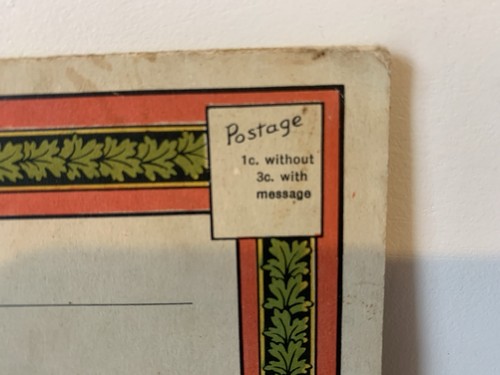 Postage
1c. without
3c. with
message